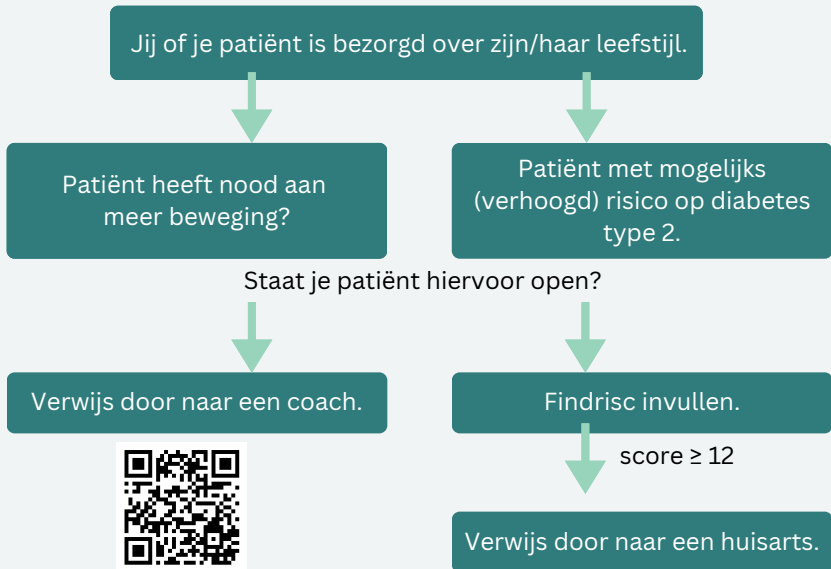 Jij of je patiënt is bezorgd over zijn/haar leefstijl.
Patiënt heeft nood aan
meer beweging?
Patiënt met mogelijks
(verhoogd) risico op diabetes
type 2.
Staat je patiënt hiervoor open?
Verwijs door naar een coach.
Findrisc invullen.
score ≥ 12
Verwijs door naar een huisarts.